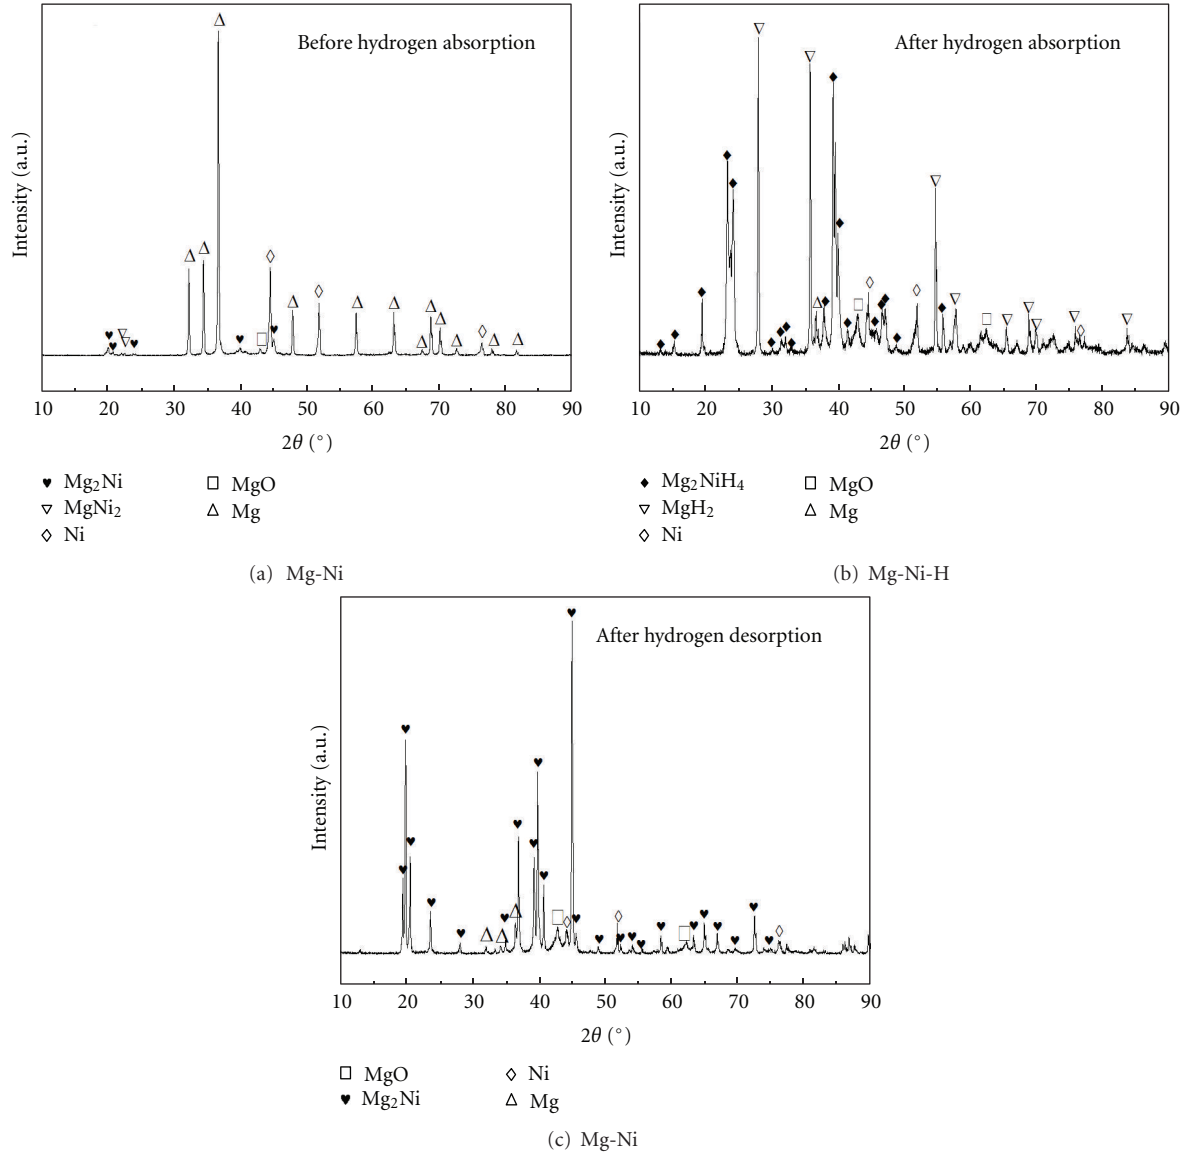 Before hydrogen absorption
Intensity (a.u.)
10 20 30 40 50 60 70 80 90
2θ (°)
Mg₂Ni
MgNi₂
Ni
MgO
Mg
(a) Mg-Ni
After hydrogen absorption
Intensity (a.u.)
10 20 30 40 50 60 70 80 90
2θ (°)
Mg₂NiH₄
MgH₂
Ni
MgO
Mg
(b) Mg-Ni-H
After hydrogen desorption
Intensity (a.u.)
10 20 30 40 50 60 70 80 90
2θ (°)
MgO
Mg₂Ni
Ni
Mg
(c) Mg-Ni